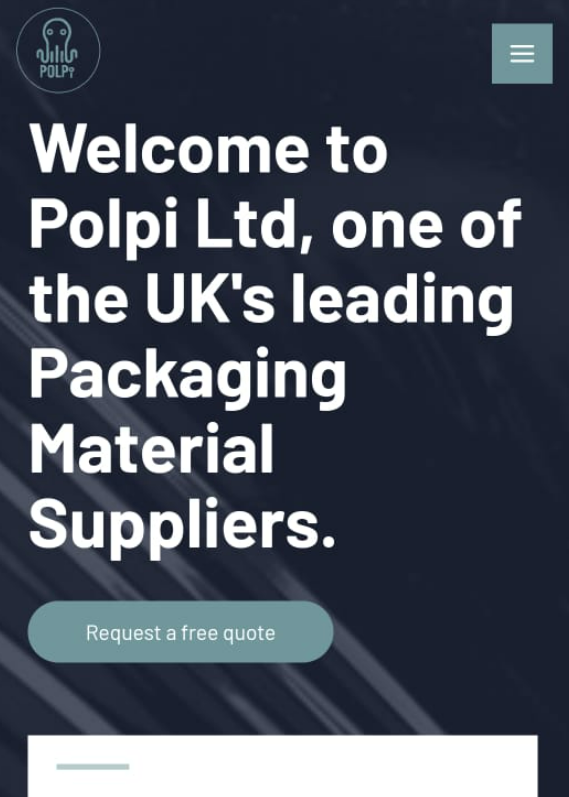 POLPi
Welcome to
Polpi Ltd, one of
the UK's leading
Packaging
Material
Suppliers.
Request a free quote